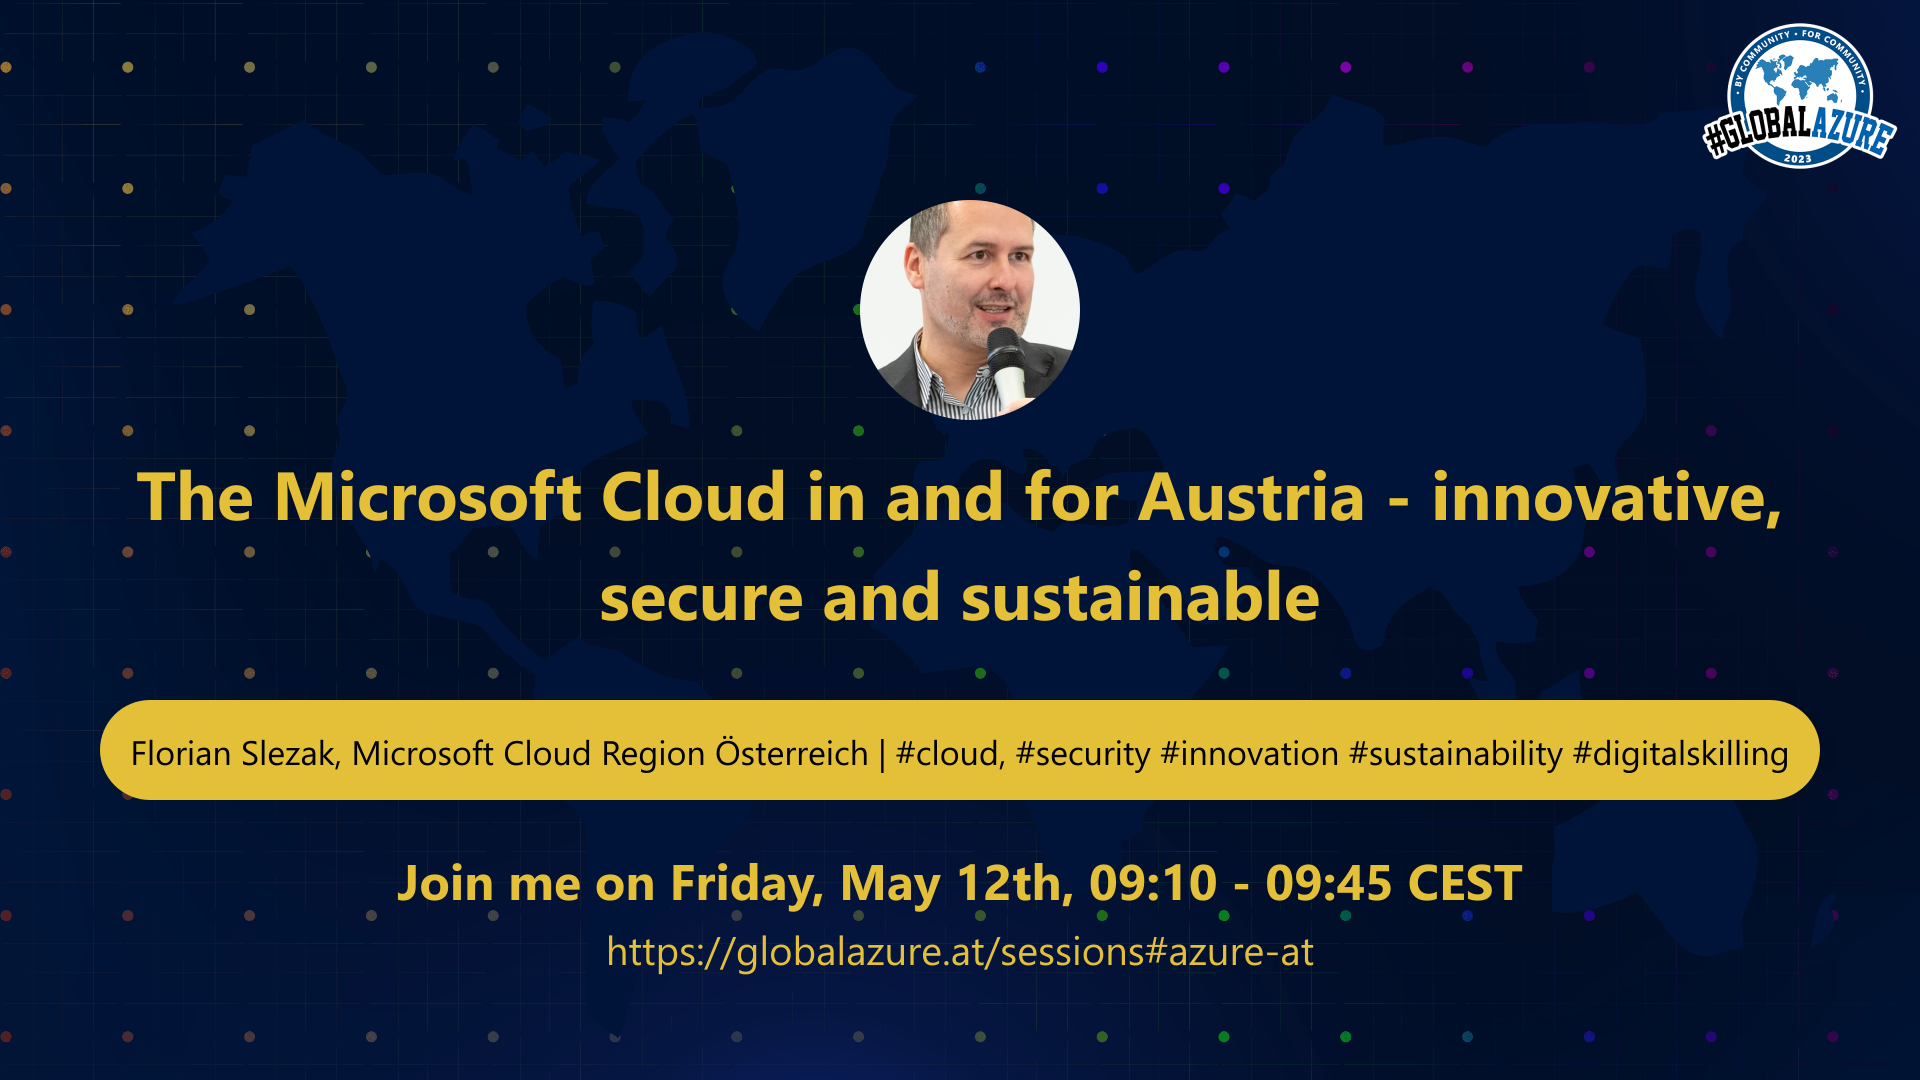 • BY COMMUNITY • FOR COMMUNITY •
#GLOBALAZURE
2023
The Microsoft Cloud in and for Austria - innovative,
secure and sustainable
Florian Slezak, Microsoft Cloud Region Österreich | #cloud, #security #innovation #sustainability #digitalskilling
Join me on Friday, May 12th, 09:10 - 09:45 CEST
https://globalazure.at/sessions#azure-at